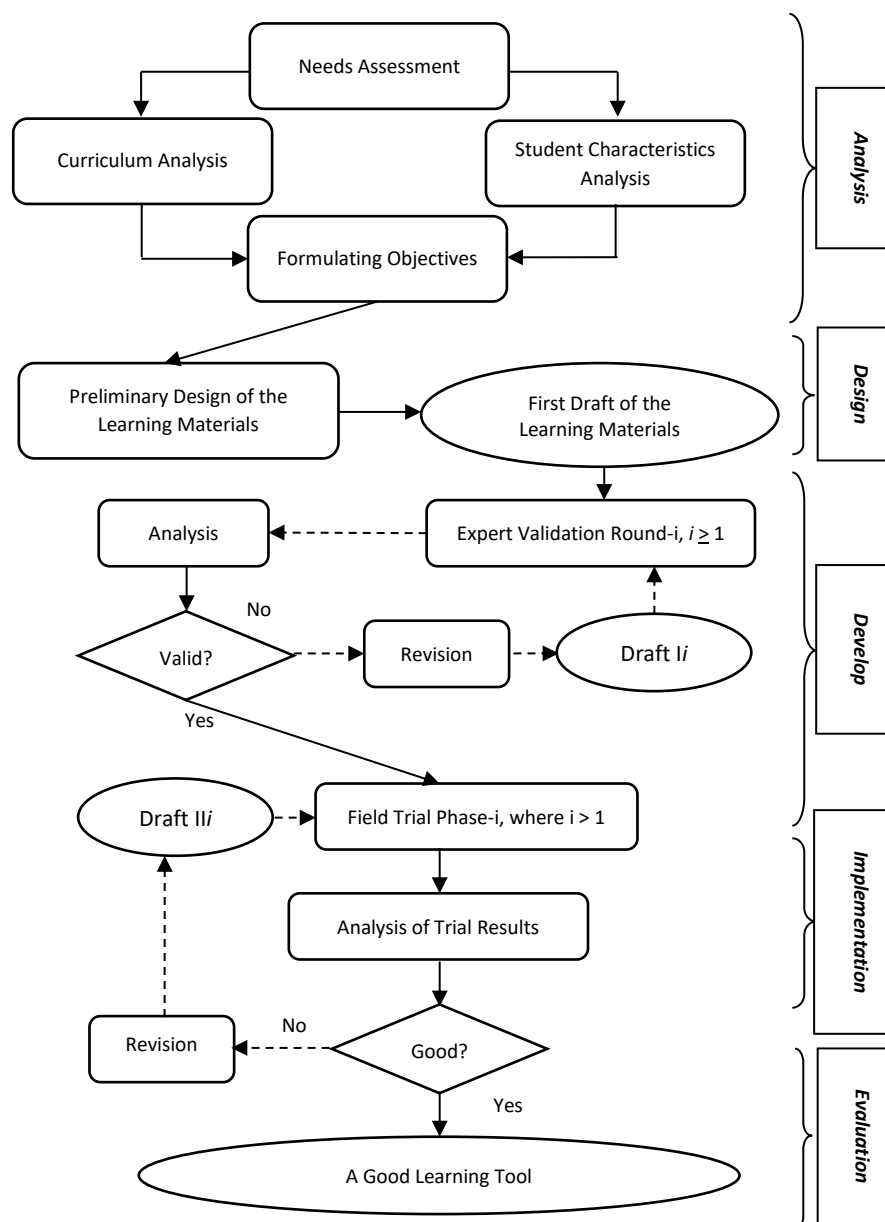 Needs Assessment
Curriculum Analysis
Student Characteristics
Analysis
Formulating Objectives
Analysis
Preliminary Design of the
Learning Materials
First Draft of the
Learning Materials
Design
Analysis
Expert Validation Round-i, i ≥ 1
No
Valid?
Revision
Draft Ii
Yes
Develop
Draft IIi
Field Trial Phase-i, where i > 1
Analysis of Trial Results
Implementation
No
Revision
Good?
Yes
A Good Learning Tool
Evaluation